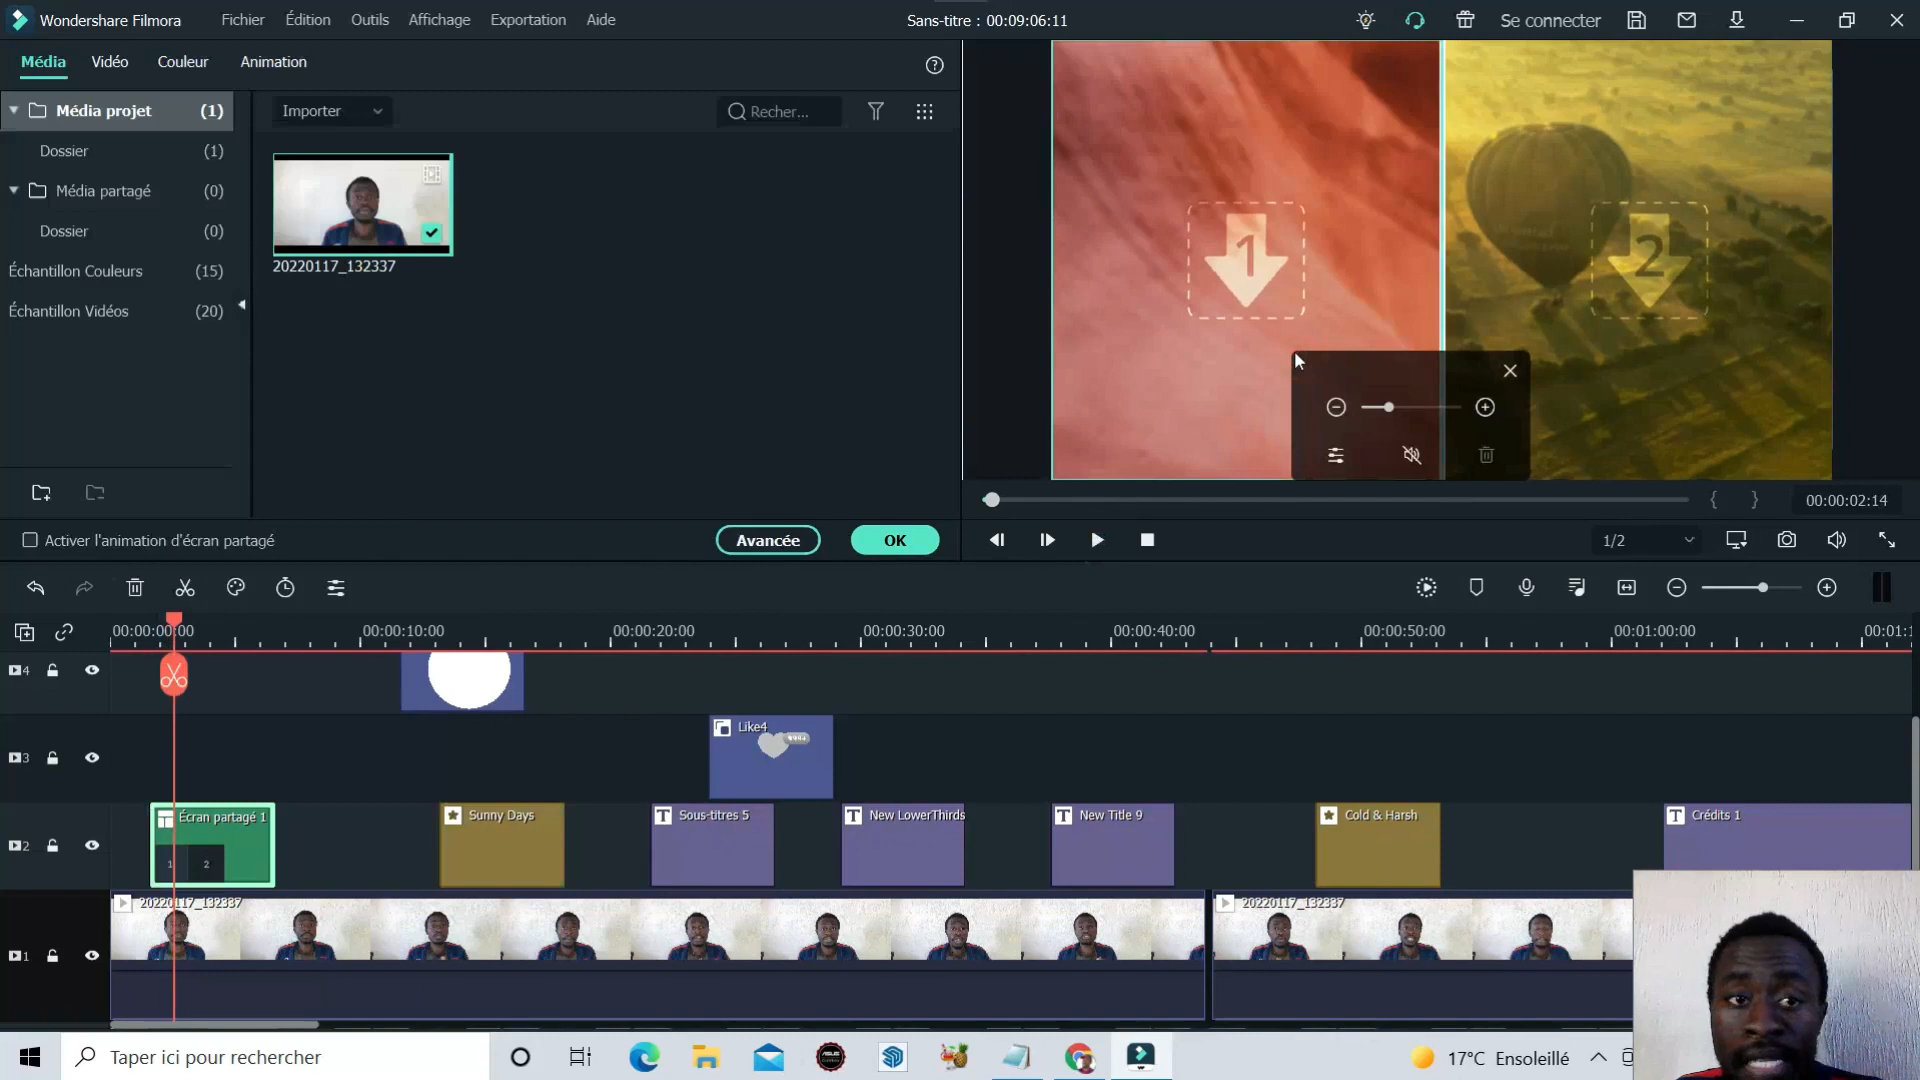 Wondershare Filmora Fichier Édition Outils Affichage Exportation Aide Sans-titre : 00:09:06:11 Se connecter
Média Vidéo Couleur Animation
Média projet (1)
Dossier (1)
Média partagé (0)
Dossier (0)
Échantillon Couleurs (15)
Échantillon Vidéos (20)
Importer Recher...
20220117_132337
1 2
00:00:02:14
Activer l'animation d'écran partagé Avancée OK
1/2
00:00:00:00 00:00:10:00 00:00:20:00 00:00:30:00 00:00:40:00 00:00:50:00 00:01:00:00 00:01:1
4
Like4
3
Écran partagé 1 Sunny Days Sous-titres 5 New LowerThirds New Title 9 Cold & Harsh Crédits 1
2
1 2
20220117_132337 20220117_132337
1
Taper ici pour rechercher 17°C Ensoleillé